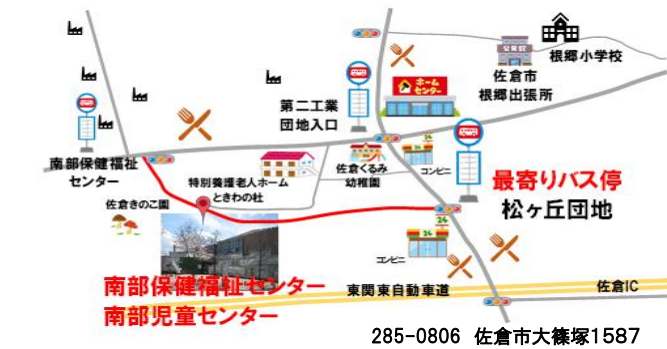 根郷小学校
佐倉市
根郷出張所
ホーム
センター
第二工業
団地入口
24
コンビニ
佐倉くるみ
幼稚園
南部保健福祉
センター
特別養護老人ホーム
ときわの杜
最寄りバス停
松ヶ丘団地
佐倉きのこ園
24
コンビニ
南部保健福祉センター
南部児童センター
東関東自動車道
佐倉IC
285-0806 佐倉市大篠塚1587